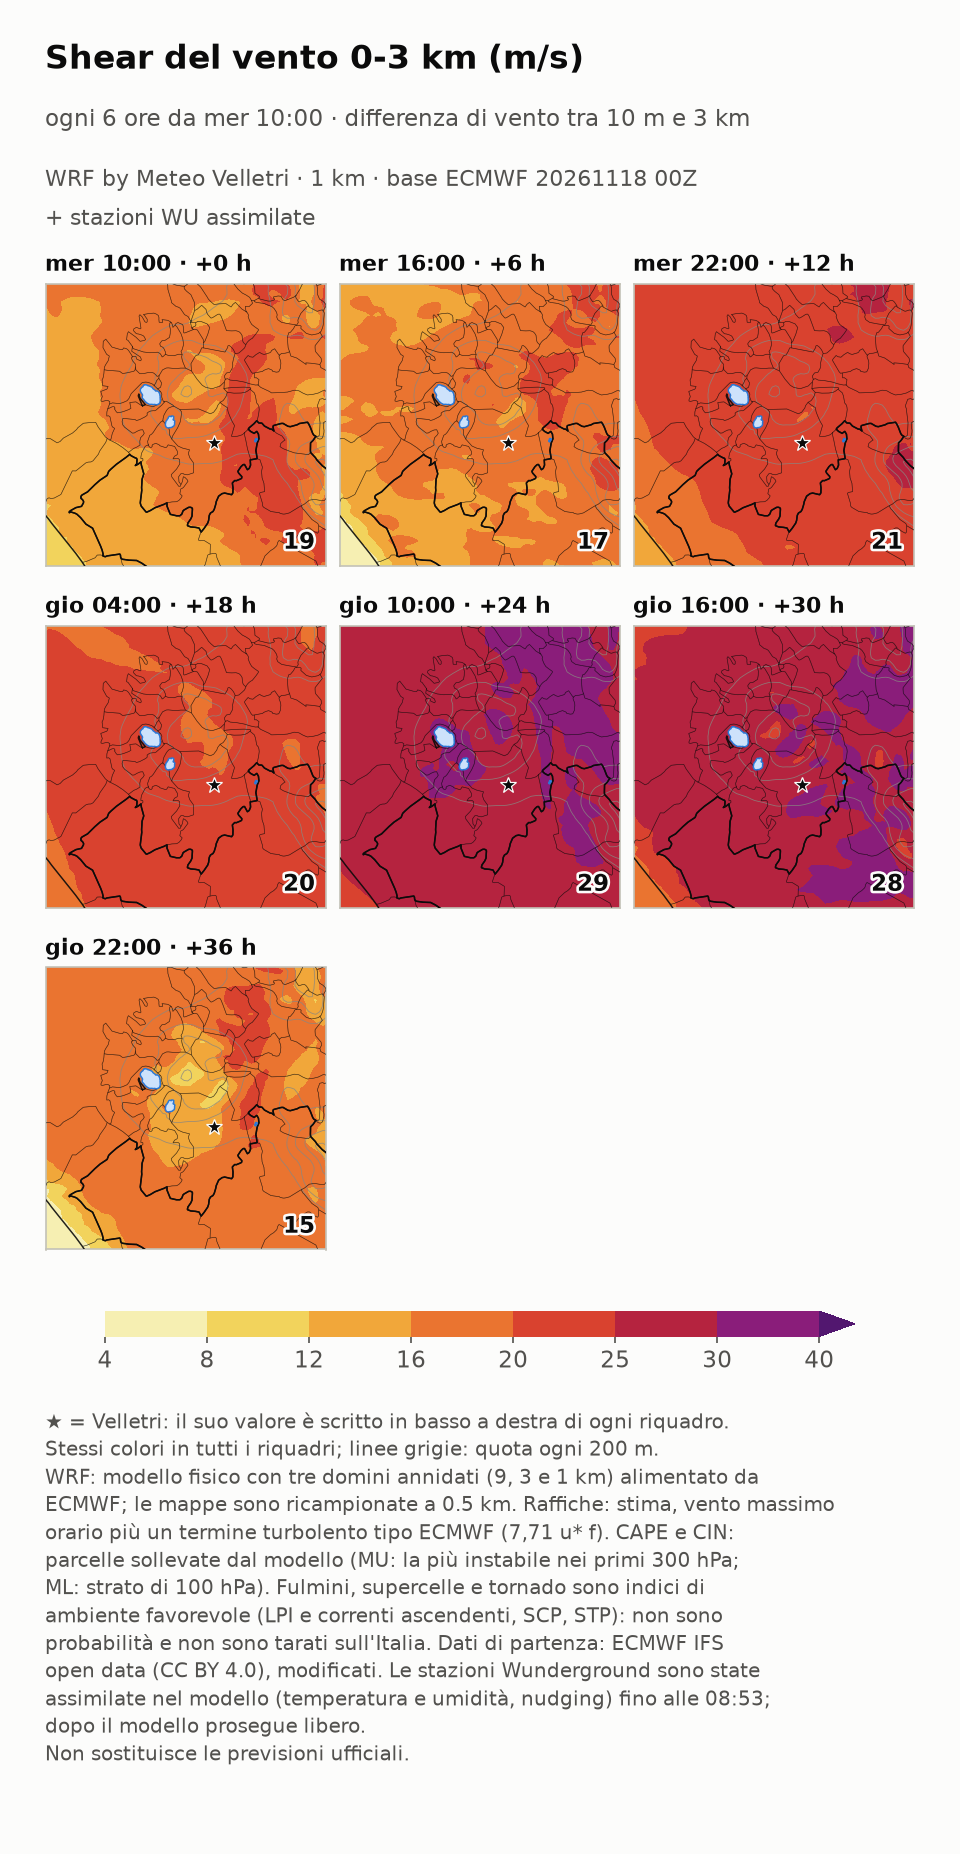 Shear del vento 0-3 km (m/s)
ogni 6 ore da mer 10:00 · differenza di vento tra 10 m e 3 km
WRF by Meteo Velletri · 1 km · base ECMWF 20261118 00Z
+ stazioni WU assimilate
mer 10:00 · +0 h
19
mer 16:00 · +6 h
17
mer 22:00 · +12 h
21
gio 04:00 · +18 h
20
gio 10:00 · +24 h
29
gio 16:00 · +30 h
28
gio 22:00 · +36 h
15
4 8 12 16 20 25 30 40
★ = Velletri: il suo valore è scritto in basso a destra di ogni riquadro.
Stessi colori in tutti i riquadri; linee grigie: quota ogni 200 m.
WRF: modello fisico con tre domini annidati (9, 3 e 1 km) alimentato da
ECMWF; le mappe sono ricampionate a 0.5 km. Raffiche: stima, vento massimo
orario più un termine turbolento tipo ECMWF (7,71 u* f). CAPE e CIN:
parcelle sollevate dal modello (MU: la più instabile nei primi 300 hPa;
ML: strato di 100 hPa). Fulmini, supercelle e tornado sono indici di
ambiente favorevole (LPI e correnti ascendenti, SCP, STP): non sono
probabilità e non sono tarati sull'Italia. Dati di partenza: ECMWF IFS
open data (CC BY 4.0), modificati. Le stazioni Wunderground sono state
assimilate nel modello (temperatura e umidità, nudging) fino alle 08:53;
dopo il modello prosegue libero.
Non sostituisce le previsioni ufficiali.